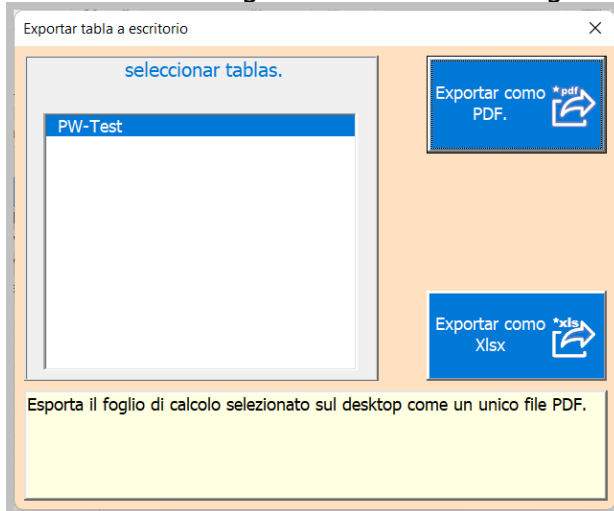 Exportar tabla a escritorio
seleccionar tablas.
PW-Test
Exportar como
PDF.
*pdf
Exportar como
Xlsx
*xls
Esporta il foglio di calcolo selezionato sul desktop come un unico file PDF.